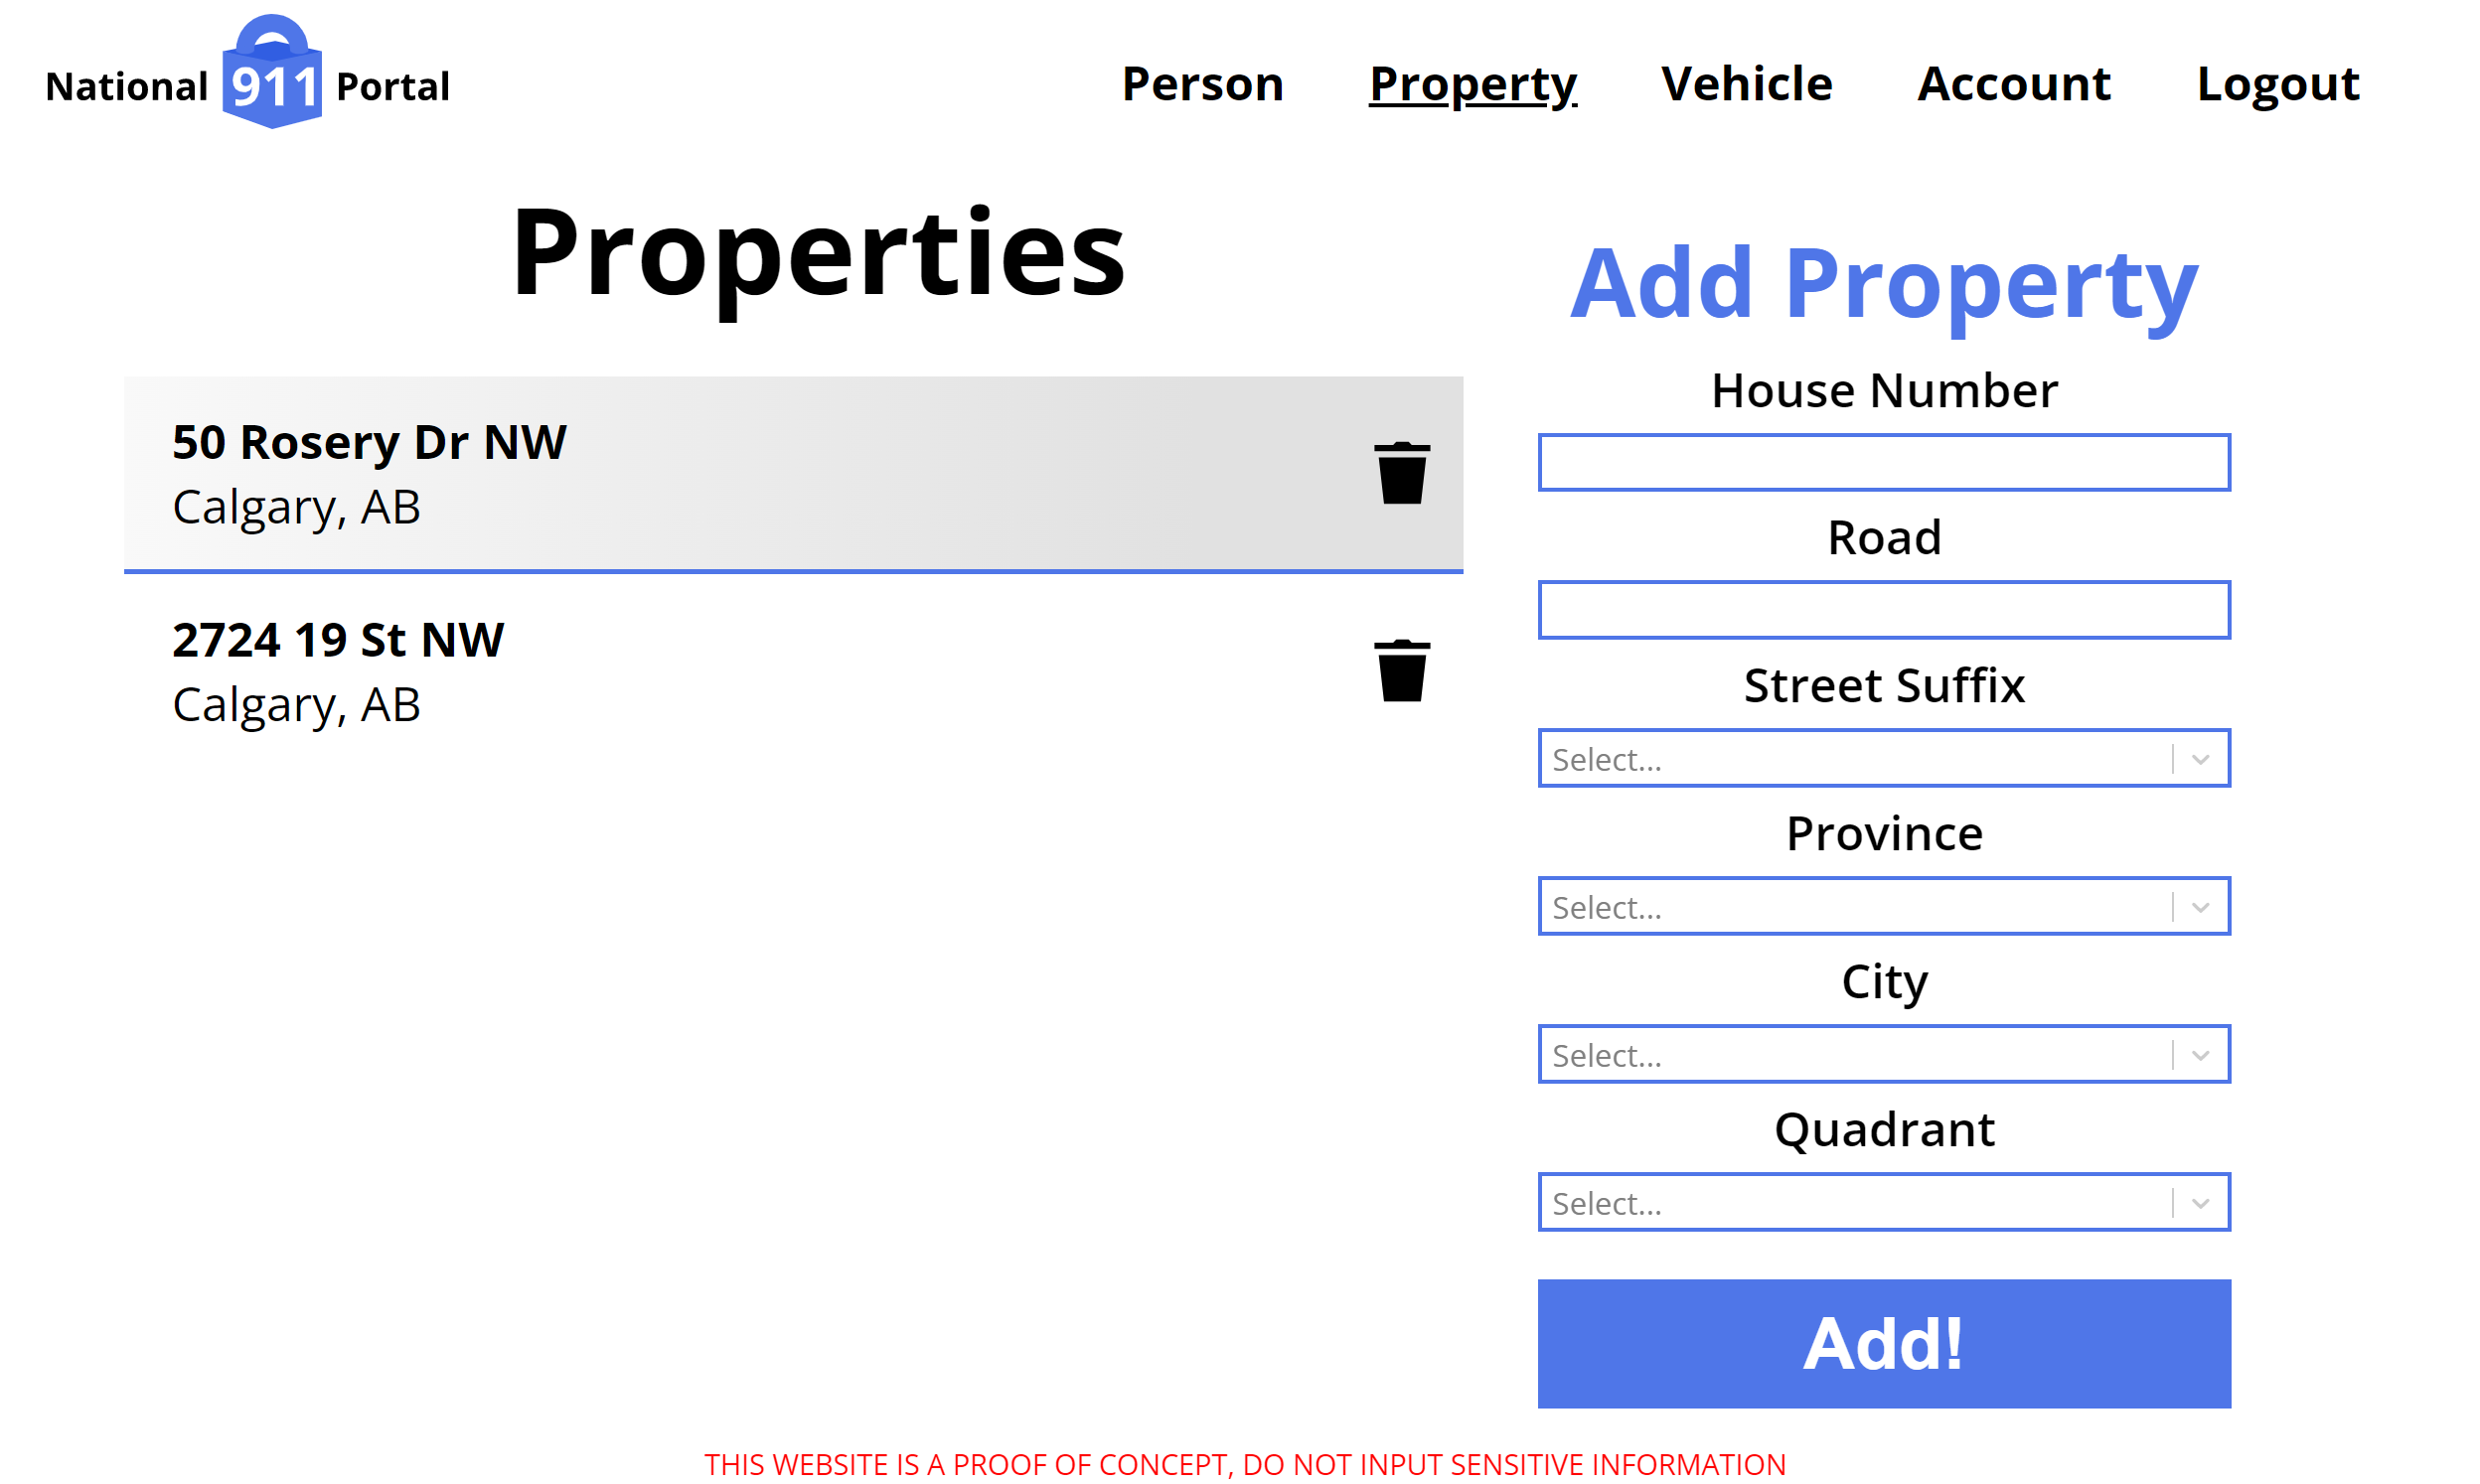 National 911 Portal
Person Property Vehicle Account Logout
Properties
50 Rosery Dr NW
Calgary, AB
2724 19 St NW
Calgary, AB
Add Property
House Number
Road
Street Suffix
Select...
Province
Select...
City
Select...
Quadrant
Select...
Add!
THIS WEBSITE IS A PROOF OF CONCEPT, DO NOT INPUT SENSITIVE INFORMATION